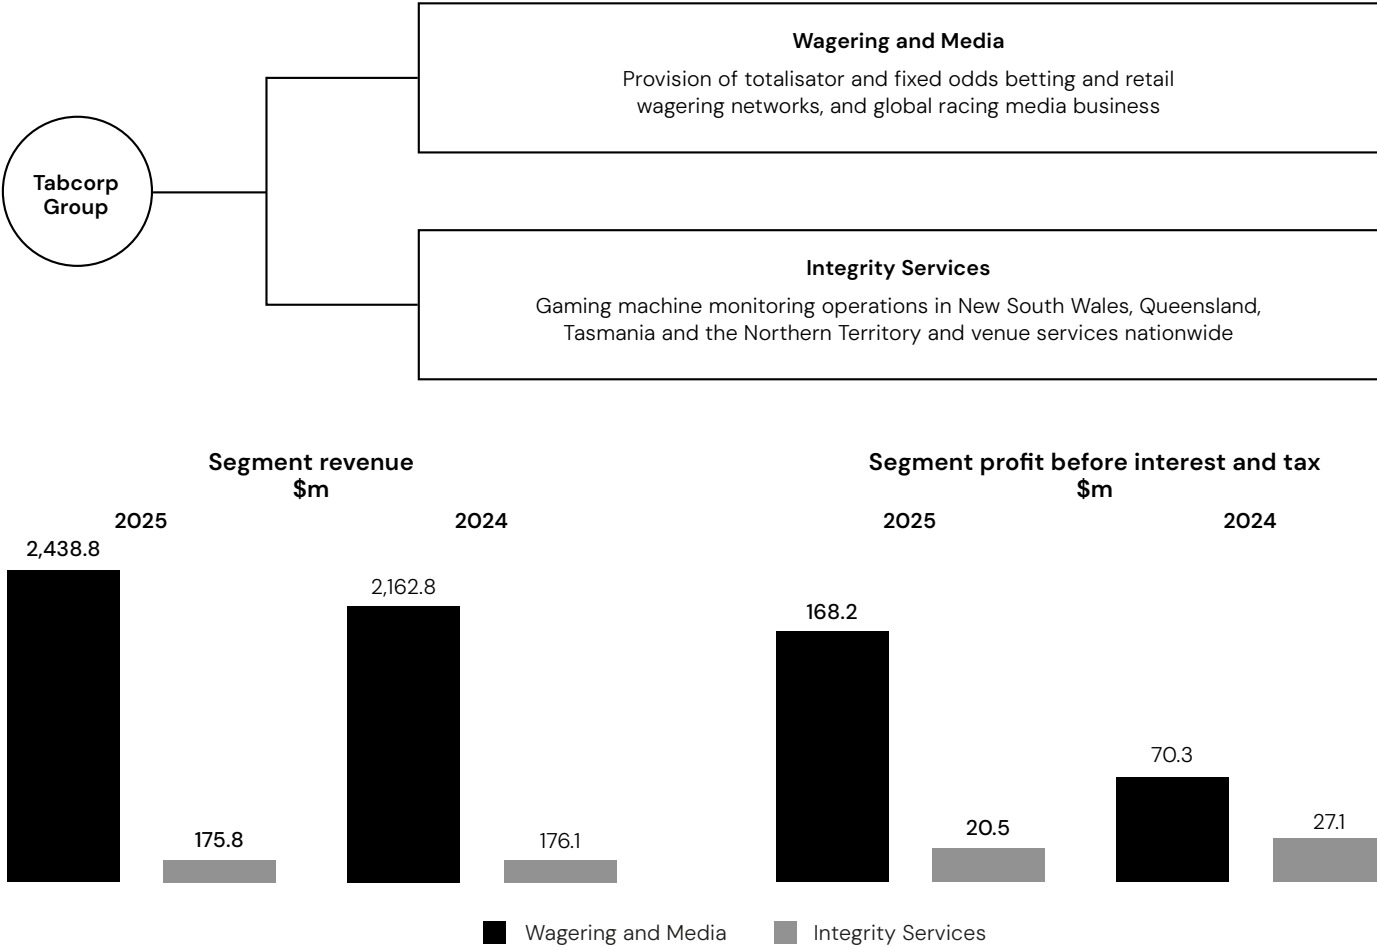 Wagering and Media
Provision of totalisator and fixed odds betting and retail
wagering networks, and global racing media business
Tabcorp
Group
Integrity Services
Gaming machine monitoring operations in New South Wales, Queensland,
Tasmania and the Northern Territory and venue services nationwide
Segment revenue
$m
2025
2024
2,438.8
175.8
2,162.8
176.1
Segment profit before interest and tax
$m
2025
2024
168.2
20.5
70.3
27.1
Wagering and Media
Integrity Services